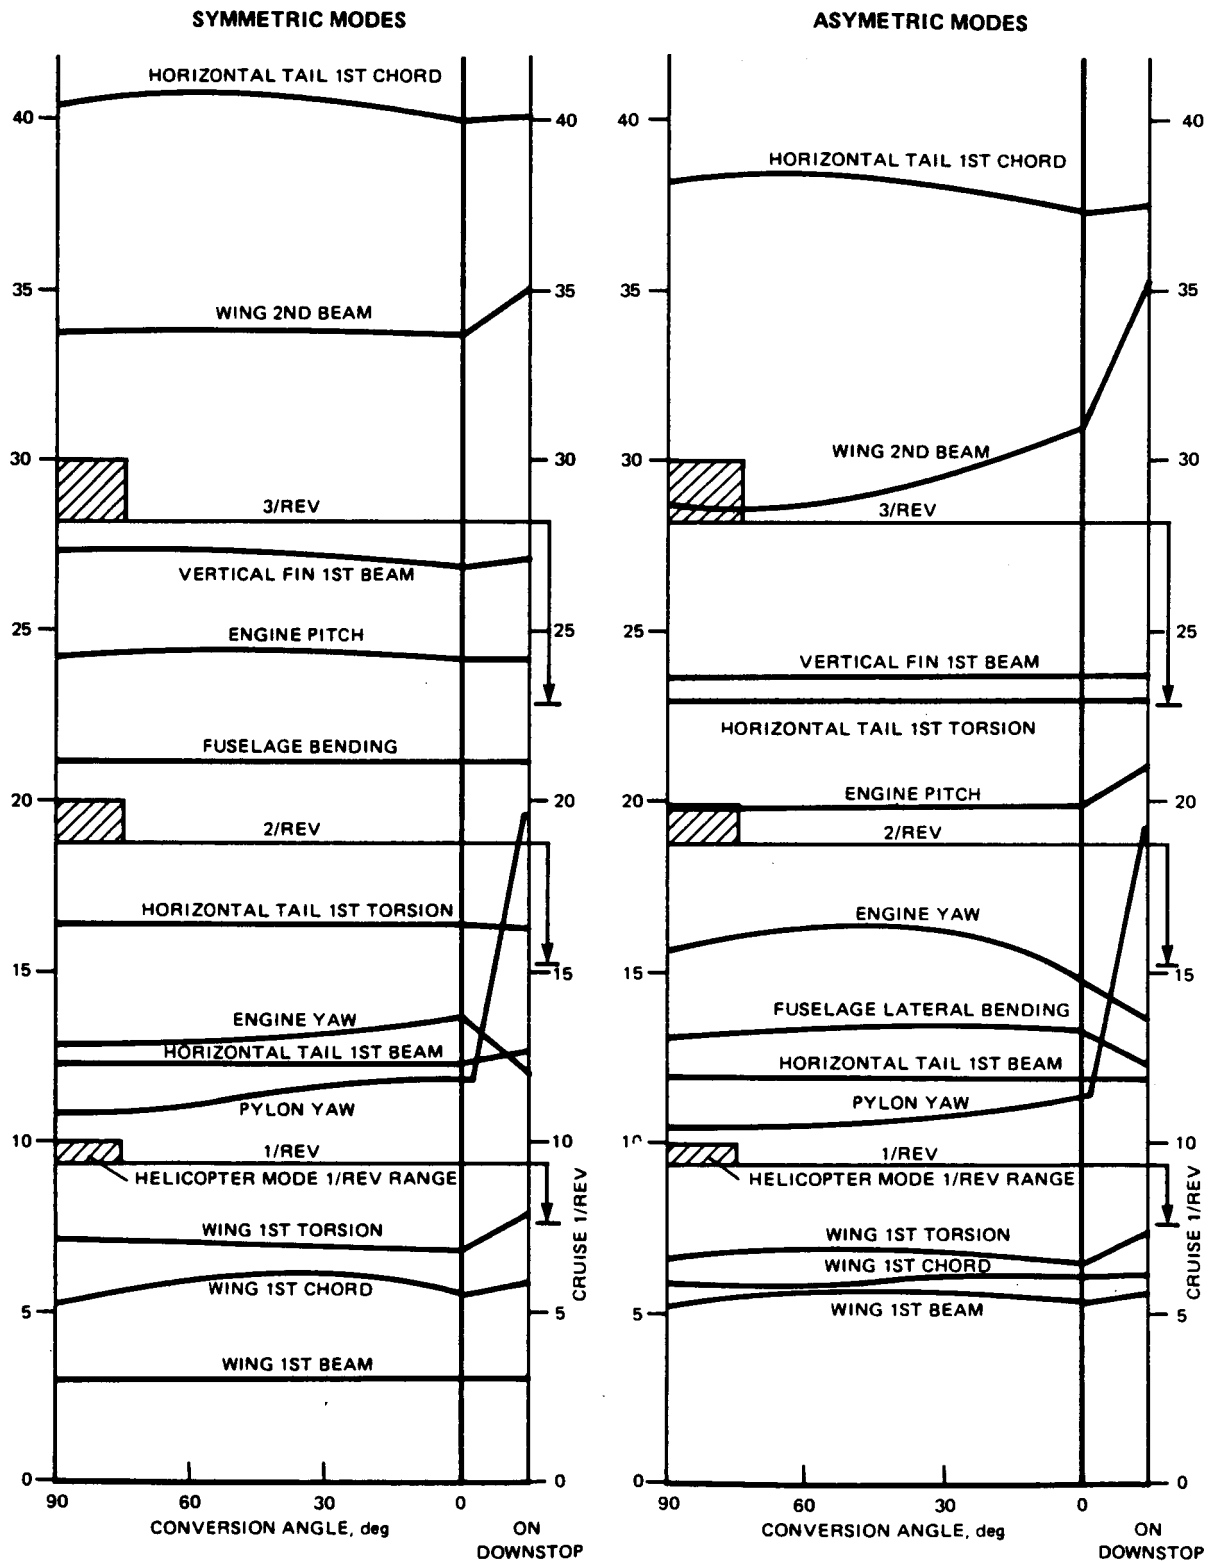 SYMMETRIC MODES
HORIZONTAL TAIL 1ST CHORD
40
40
35
35
WING 2ND BEAM
30
30
3/REV
VERTICAL FIN 1ST BEAM
25
25
ENGINE PITCH
FUSELAGE BENDING
20
20
2/REV
HORIZONTAL TAIL 1ST TORSION
15
15
ENGINE YAW
HORIZONTAL TAIL 1ST BEAM
PYLON YAW
10
10
1/REV
HELICOPTER MODE 1/REV RANGE
CRUISE 1/REV
WING 1ST TORSION
WING 1ST CHORD
5
5
WING 1ST BEAM
0
0
90
60
30
0
CONVERSION ANGLE, deg
ON
DOWNSTOP
ASYMETRIC MODES
40
40
HORIZONTAL TAIL 1ST CHORD
35
35
WING 2ND BEAM
30
30
3/REV
25
25
VERTICAL FIN 1ST BEAM
HORIZONTAL TAIL 1ST TORSION
ENGINE PITCH
20
20
2/REV
ENGINE YAW
15
15
FUSELAGE LATERAL BENDING
HORIZONTAL TAIL 1ST BEAM
PYLON YAW
10
10
1/REV
HELICOPTER MODE 1/REV RANGE
CRUISE 1/REV
WING 1ST TORSION
WING 1ST CHORD
WING 1ST BEAM
5
5
0
0
90
60
30
0
CONVERSION ANGLE, deg
ON
DOWNSTOP